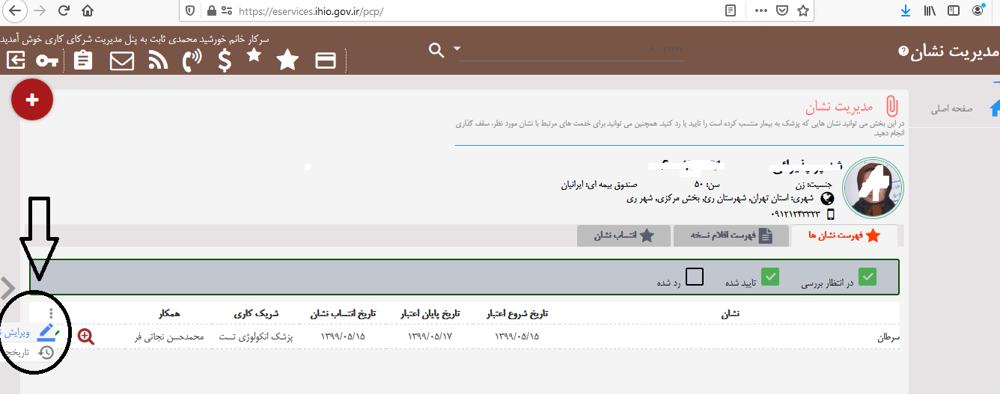 https://eservices.ihio.gov.ir/pcp/
سرکار خانم خورشید محمدی ثابت به پنل مدیریت شرکای کاری خوش آمدید
مدیریت نشان
صفحه اصلی
مدیریت نشان
در این بخش می توانید نشان هایی که پزشک به بیمار منتسب کرده است را تایید یا رد کنید. همچنین می توانید برای خدمت های مرتبط با نشان مورد نظر، سقف گذاری
انجام دهید.
جنسیت: زن سن: ۵۰ صندوق بیمه ای: ایرانیان
شهری: استان تهران, شهرستان ری, بخش مرکزی, شهر ری
۰۹۱۲۱۲۴۳۳۲۳
فهرست نشان ها فهرست اقلام نسخه انتساب نشان
در انتظار بررسی تایید شده رد شده
نشان تاریخ شروع اعتبار تاریخ پایان اعتبار تاریخ انتساب نشان شریک کاری همکار
سرطان ۱۳۹۹/۰۵/۱۵ ۱۳۹۹/۰۵/۱۷ ۱۳۹۹/۰۵/۱۵ پزشک انکولوژی تست محمدحسن نجاتی فر
ویرایش